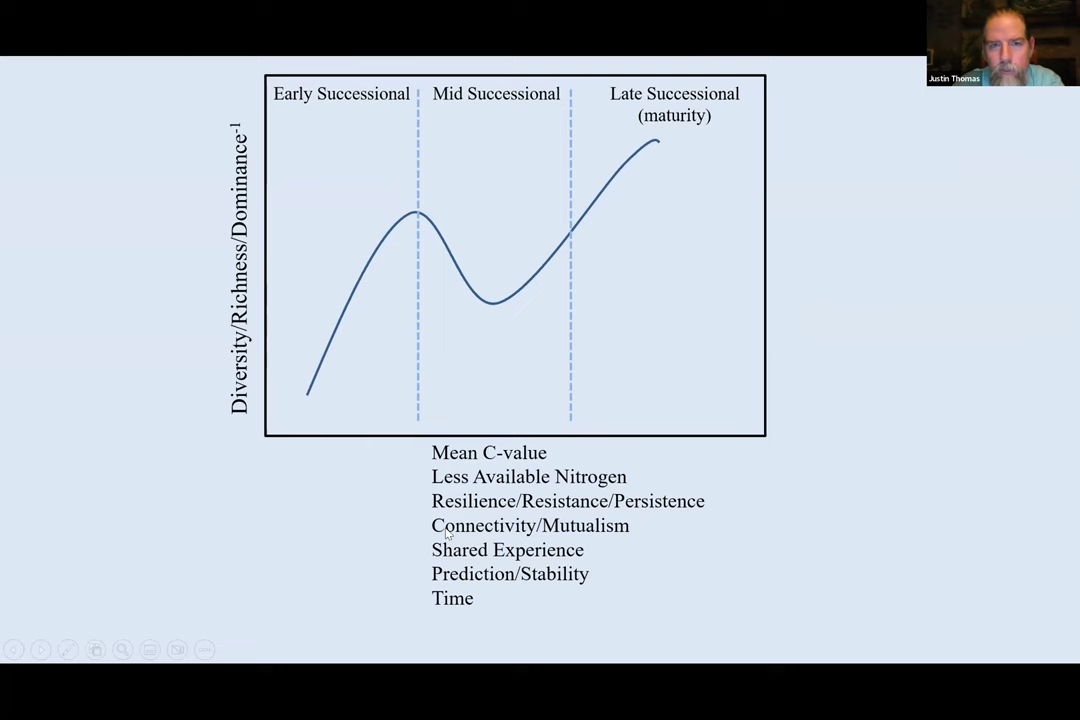 Justin Thomas
Early Successional
Mid Successional
Late Successional
(maturity)
Diversity/Richness/Dominance-1
Mean C-value
Less Available Nitrogen
Resilience/Resistance/Persistence
Connectivity/Mutualism
Shared Experience
Prediction/Stability
Time